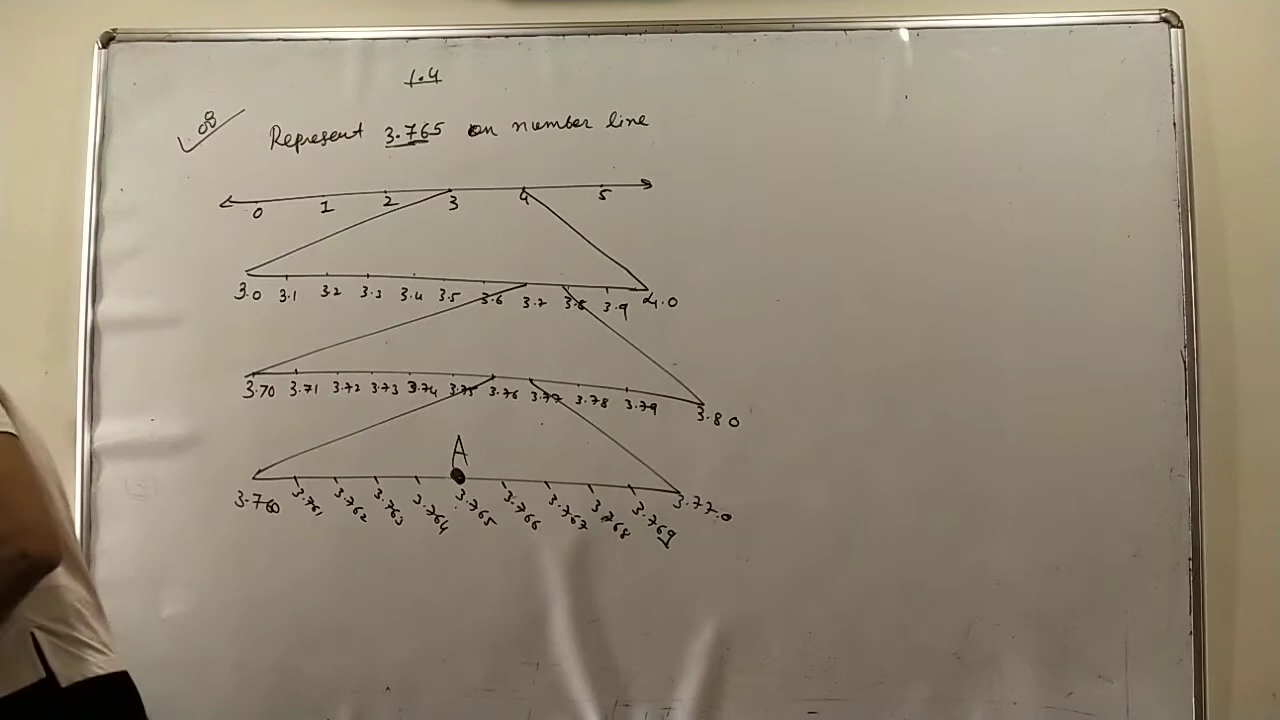 1.4
Represent 3.765 on number line
0 1 2 3 4 5
3.0 3.1 3.2 3.3 3.4 3.5 3.6 3.7 3.8 3.9 4.0
3.70 3.71 3.72 3.73 3.74 3.75 3.76 3.77 3.78 3.79 3.80
A
3.760 3.761 3.762 3.763 3.764 3.765 3.766 3.767 3.768 3.769 3.77.0